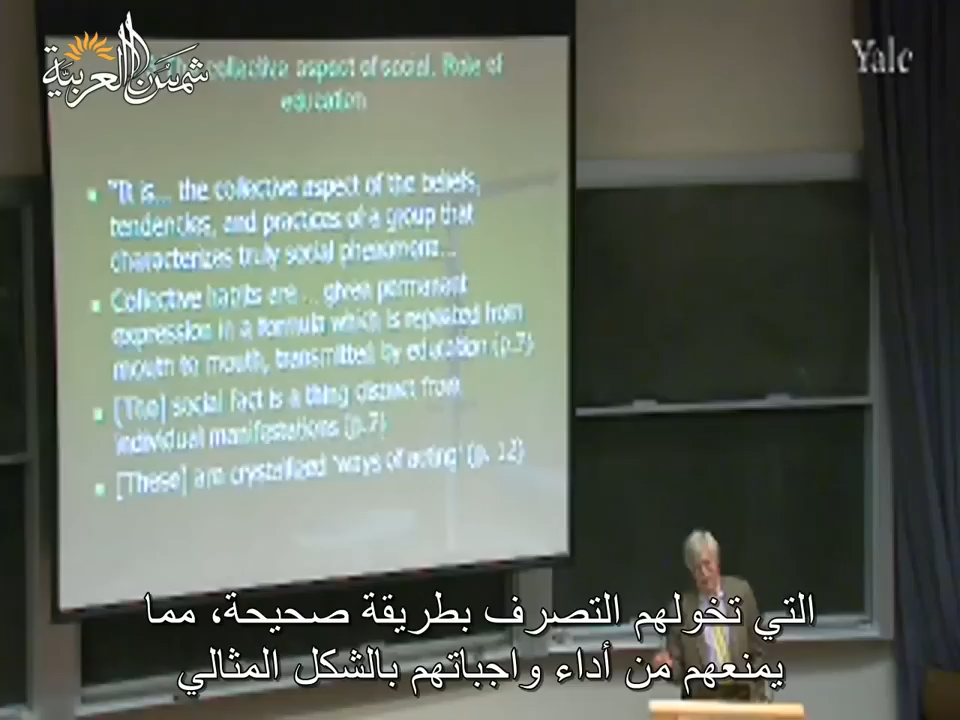 شمس العربية
Yale
collective aspect of social. Role of
education
"It is... the collective aspect of the beliefs,
tendencies, and practices of a group that
characterizes truly social phenomena...
Collective habits are ... given permanent
expression in a formula which is repeated from
mouth to mouth, transmitted by education (p.7)
[The] social fact is a thing distinct from
individual manifestations (p.7)
[These] are crystallized 'ways of acting' (p. 12)
التي تخولهم التصرف بطريقة صحيحة، مما
يمنعهم من أداء واجباتهم بالشكل المثالي